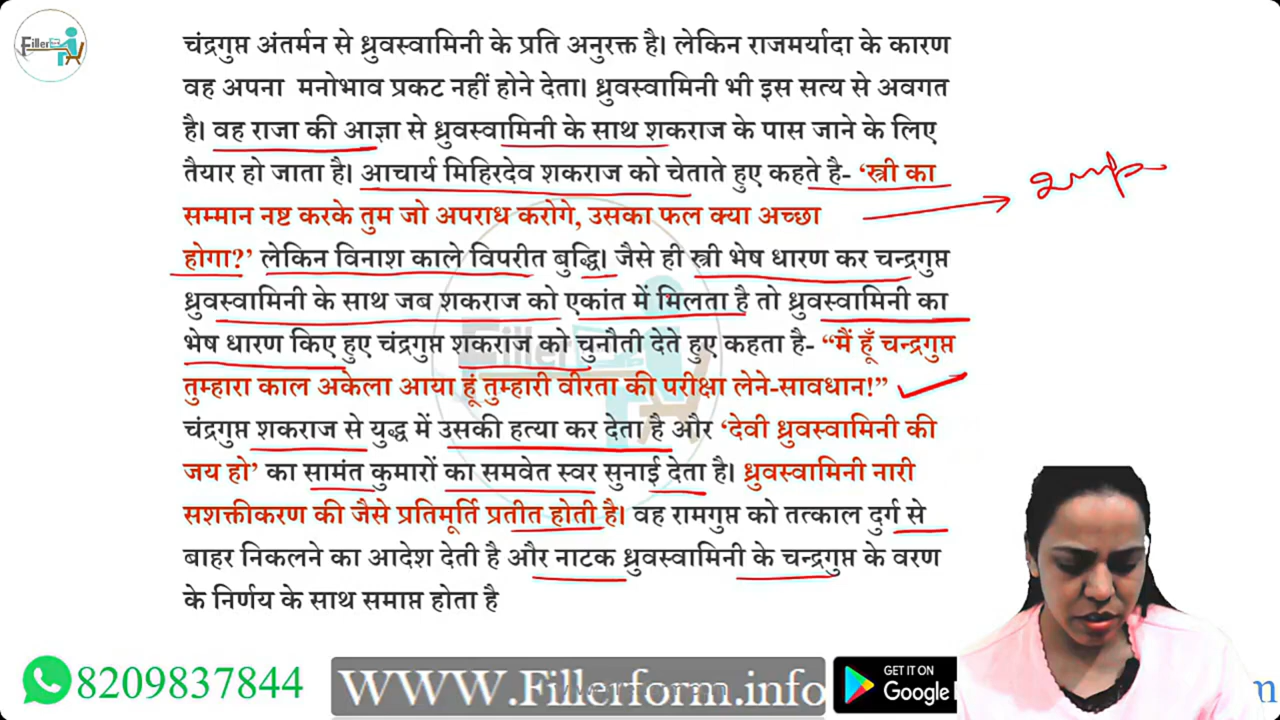 Filler
चंद्रगुप्त अंतर्मन से ध्रुवस्वामिनी के प्रति अनुरक्त है। लेकिन राजमर्यादा के कारण
वह अपना मनोभाव प्रकट नहीं होने देता। ध्रुवस्वामिनी भी इस सत्य से अवगत
है। वह राजा की आज्ञा से ध्रुवस्वामिनी के साथ शकराज के पास जाने के लिए
तैयार हो जाता है। आचार्य मिहिरदेव शकराज को चेताते हुए कहते है- ‘स्त्री का
सम्मान नष्ट करके तुम जो अपराध करोगे, उसका फल क्या अच्छा
होगा?’ लेकिन विनाश काले विपरीत बुद्धि। जैसे ही स्त्री भेष धारण कर चन्द्रगुप्त
ध्रुवस्वामिनी के साथ जब शकराज को एकांत में मिलता है तो ध्रुवस्वामिनी का
भेष धारण किए हुए चंद्रगुप्त शकराज को चुनौती देते हुए कहता है- “मैं हूँ चन्द्रगुप्त
तुम्हारा काल अकेला आया हूं तुम्हारी वीरता की परीक्षा लेने-सावधान!”
चंद्रगुप्त शकराज से युद्ध में उसकी हत्या कर देता है और ‘देवी ध्रुवस्वामिनी की
जय हो’ का सामंत कुमारों का समवेत स्वर सुनाई देता है। ध्रुवस्वामिनी नारी
सशक्तीकरण की जैसे प्रतिमूर्ति प्रतीत होती है। वह रामगुप्त को तत्काल दुर्ग से
बाहर निकलने का आदेश देती है और नाटक ध्रुवस्वामिनी के चन्द्रगुप्त के वरण
के निर्णय के साथ समाप्त होता है
8209837844
WWW.Fillerform.info
GET IT ON
Google